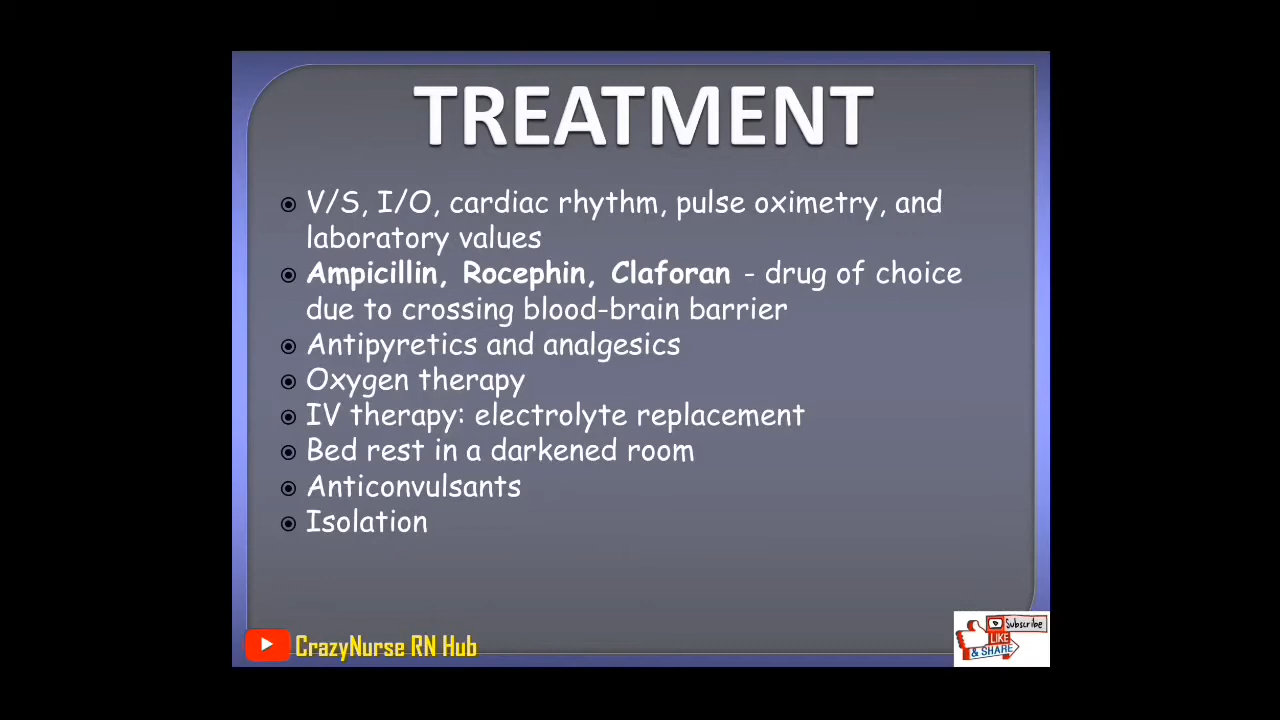 TREATMENT
V/S, I/O, cardiac rhythm, pulse oximetry, and
laboratory values
Ampicillin, Rocephin, Claforan - drug of choice
due to crossing blood-brain barrier
Antipyretics and analgesics
Oxygen therapy
IV therapy: electrolyte replacement
Bed rest in a darkened room
Anticonvulsants
Isolation
CrazyNurse RN Hub
Subscribe
LIKE
& SHARE